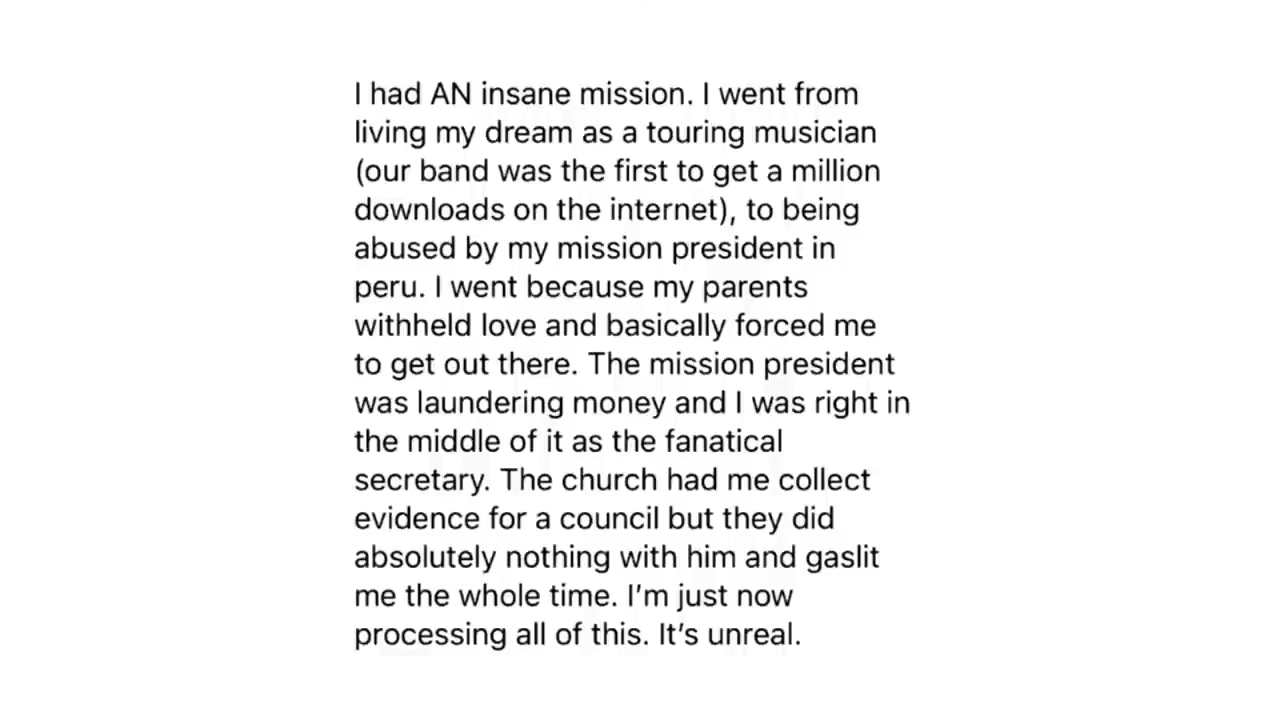 I had AN insane mission. I went from
living my dream as a touring musician
(our band was the first to get a million
downloads on the internet), to being
abused by my mission president in
peru. I went because my parents
withheld love and basically forced me
to get out there. The mission president
was laundering money and I was right in
the middle of it as the fanatical
secretary. The church had me collect
evidence for a council but they did
absolutely nothing with him and gaslit
me the whole time. I’m just now
processing all of this. It’s unreal.